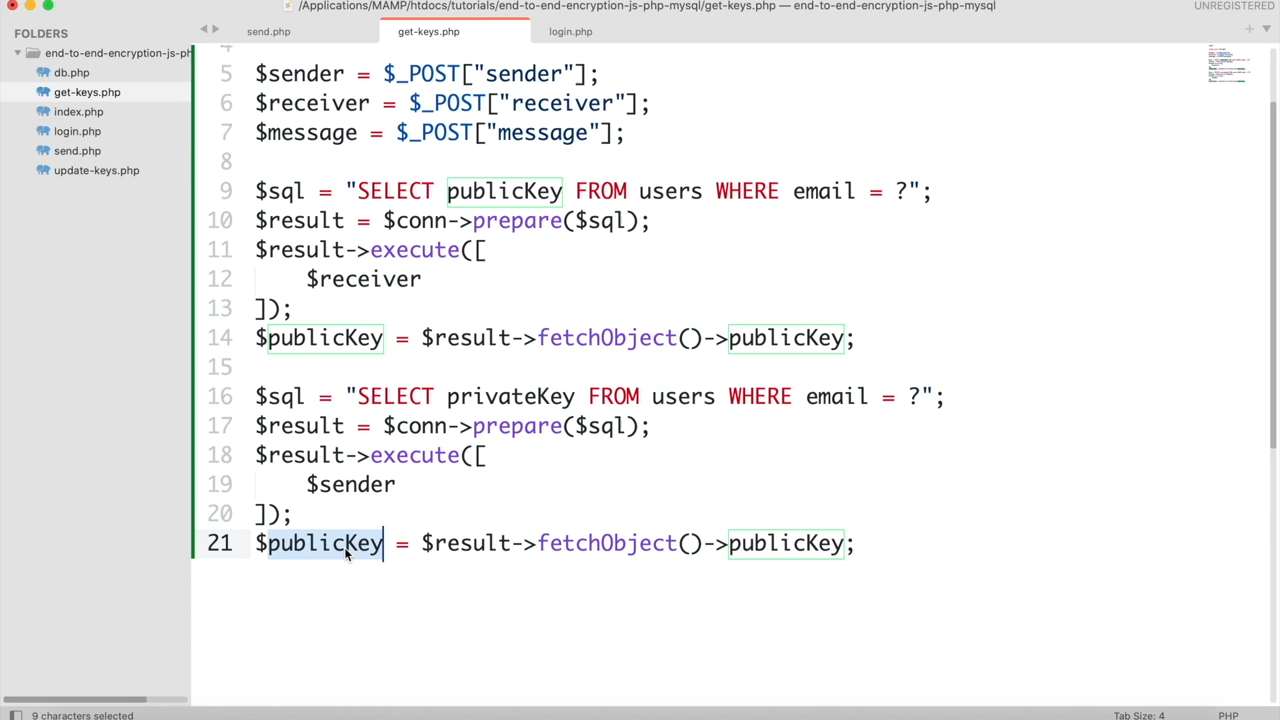 /Applications/MAMP/htdocs/tutorials/end-to-end-encryption-js-php-mysql/get-keys.php — end-to-end-encryption-js-php-mysql
UNREGISTERED
FOLDERS
end-to-end-encryption-js-ph
db.php
get-keys.php
index.php
login.php
send.php
update-keys.php
send.php
get-keys.php
login.php
4
5 $sender = $_POST["sender"];
6 $receiver = $_POST["receiver"];
7 $message = $_POST["message"];
8
9 $sql = "SELECT publicKey FROM users WHERE email = ?";
10 $result = $conn->prepare($sql);
11 $result->execute([
12 $receiver
13 ]);
14 $publicKey = $result->fetchObject()->publicKey;
15
16 $sql = "SELECT privateKey FROM users WHERE email = ?";
17 $result = $conn->prepare($sql);
18 $result->execute([
19 $sender
20 ]);
21 $publicKey = $result->fetchObject()->publicKey;
9 characters selected
Tab Size: 4
PHP